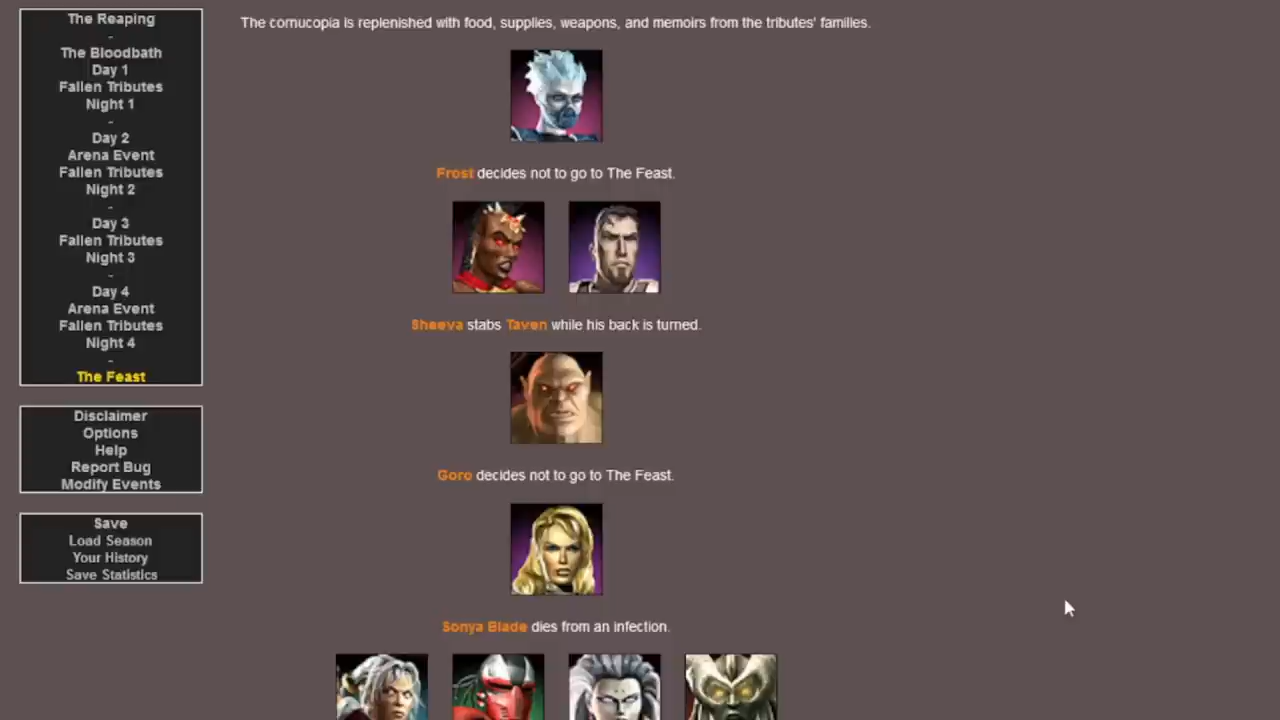 The Reaping
-
The Bloodbath
Day 1
Fallen Tributes
Night 1
-
Day 2
Arena Event
Fallen Tributes
Night 2
-
Day 3
Fallen Tributes
Night 3
-
Day 4
Arena Event
Fallen Tributes
Night 4
-
The Feast
Disclaimer
Options
Help
Report Bug
Modify Events
Save
Load Season
Your History
Save Statistics
The cornucopia is replenished with food, supplies, weapons, and memoirs from the tributes' families.
Frost decides not to go to The Feast.
Sheeva stabs Taven while his back is turned.
Goro decides not to go to The Feast.
Sonya Blade dies from an infection.